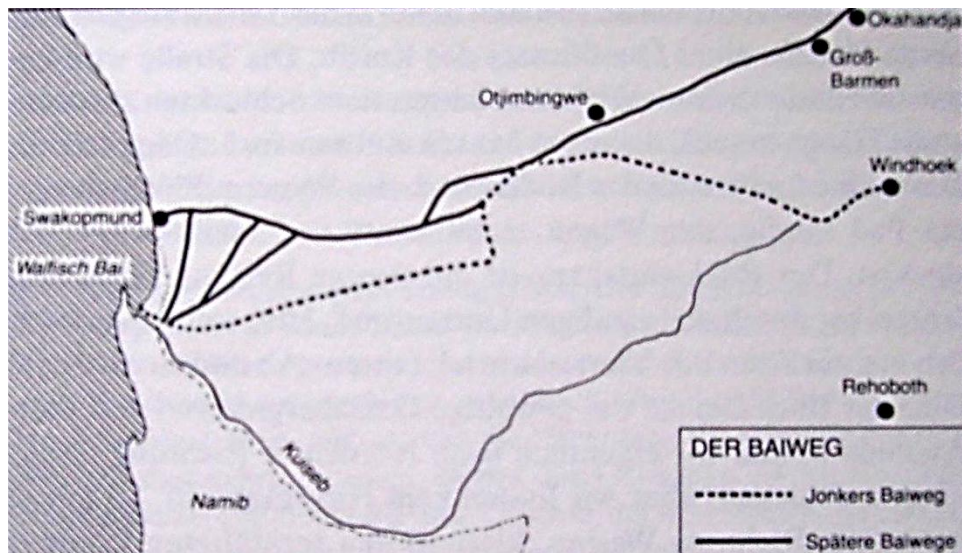 Okahandja
Groß-
Barmen
Otjimbingwe
Windhoek
Swakopmund
Walfisch Bai
Rehoboth
Kuiseb
Namib
DER BAIWEG
Jonkers Baiweg
Spätere Baiwege